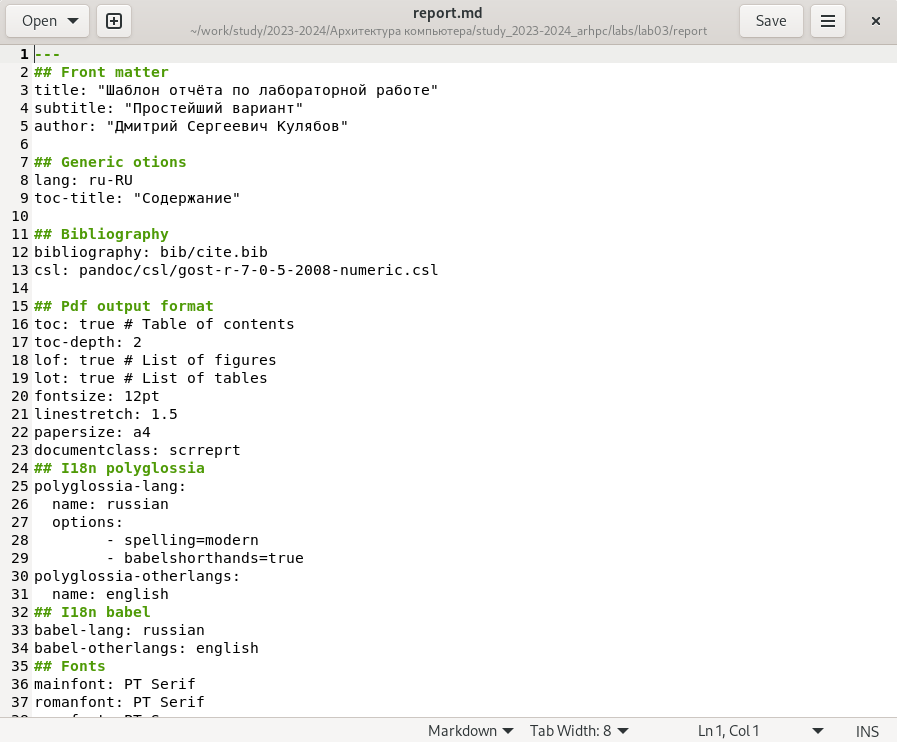 Open
report.md
~/work/study/2023-2024/Архитектура компьютера/study_2023-2024_arhpc/labs/lab03/report
Save
1 ---
2 ## Front matter
3 title: "Шаблон отчёта по лабораторной работе"
4 subtitle: "Простейший вариант"
5 author: "Дмитрий Сергеевич Кулябов"
6
7 ## Generic otions
8 lang: ru-RU
9 toc-title: "Содержание"
10
11 ## Bibliography
12 bibliography: bib/cite.bib
13 csl: pandoc/csl/gost-r-7-0-5-2008-numeric.csl
14
15 ## Pdf output format
16 toc: true # Table of contents
17 toc-depth: 2
18 lof: true # List of figures
19 lot: true # List of tables
20 fontsize: 12pt
21 linestretch: 1.5
22 papersize: a4
23 documentclass: scrreprt
24 ## I18n polyglossia
25 polyglossia-lang:
26   name: russian
27   options:
28         - spelling=modern
29         - babelshorthands=true
30 polyglossia-otherlangs:
31   name: english
32 ## I18n babel
33 babel-lang: russian
34 babel-otherlangs: english
35 ## Fonts
36 mainfont: PT Serif
37 romanfont: PT Serif
Markdown Tab Width: 8 Ln 1, Col 1 INS